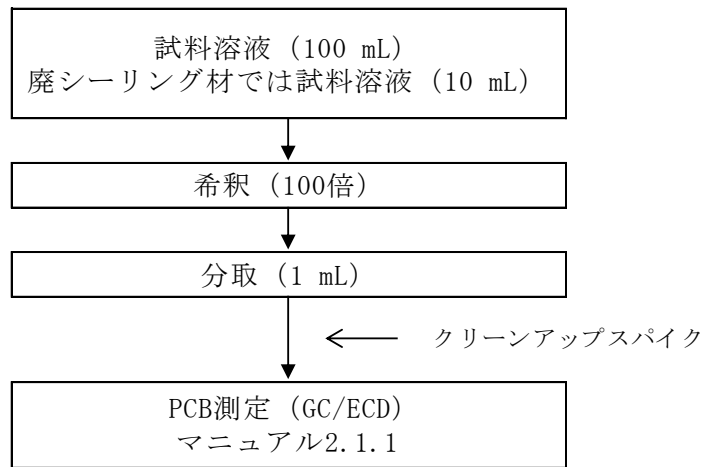 試料溶液 (100 mL)
廃シーリング材では試料溶液 (10 mL)
希釈 (100倍)
分取 (1 mL)
クリーンアップスパイク
PCB測定 (GC/ECD)
マニュアル2.1.1